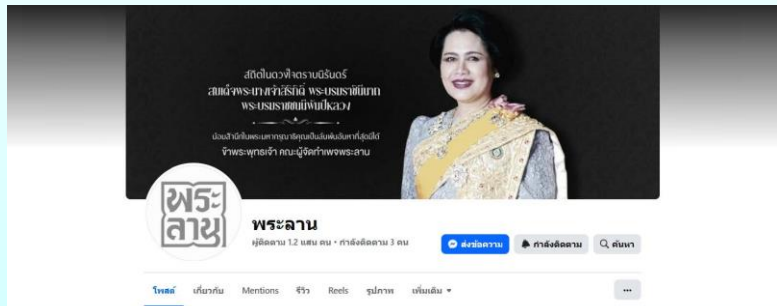 สถิตในดวงใจตราบนิรันดร์
สมเด็จพระนางเจ้าสิริกิติ์ พระบรมราชินีนาถ
พระบรมราชชนนีพันปีหลวง
น้อมสำนึกในพระมหากรุณาธิคุณเป็นล้นพ้นอันหาที่สุดมิได้
ข้าพระพุทธเจ้า คณะผู้จัดทำเพจพระลาน
พระ
ลาน
พระลาน
ผู้ติดตาม 1.2 แสน คน • กำลังติดตาม 3 คน
ส่งข้อความ
กำลังติดตาม
ค้นหา
โพสต์ เกี่ยวกับ Mentions รีวิว Reels รูปภาพ เพิ่มเติม